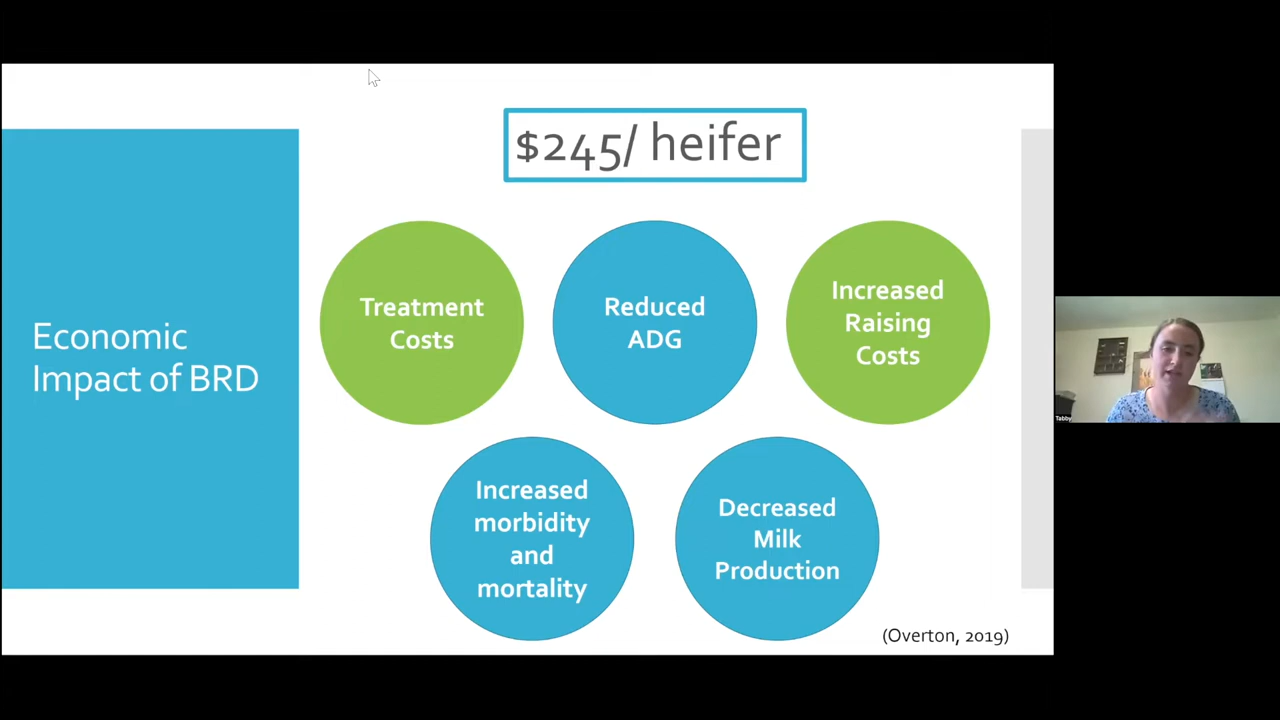 $245/ heifer
Economic
Impact of BRD
Treatment
Costs
Reduced
ADG
Increased
Raising
Costs
Increased
morbidity
and
mortality
Decreased
Milk
Production
(Overton, 2019)
Tabby